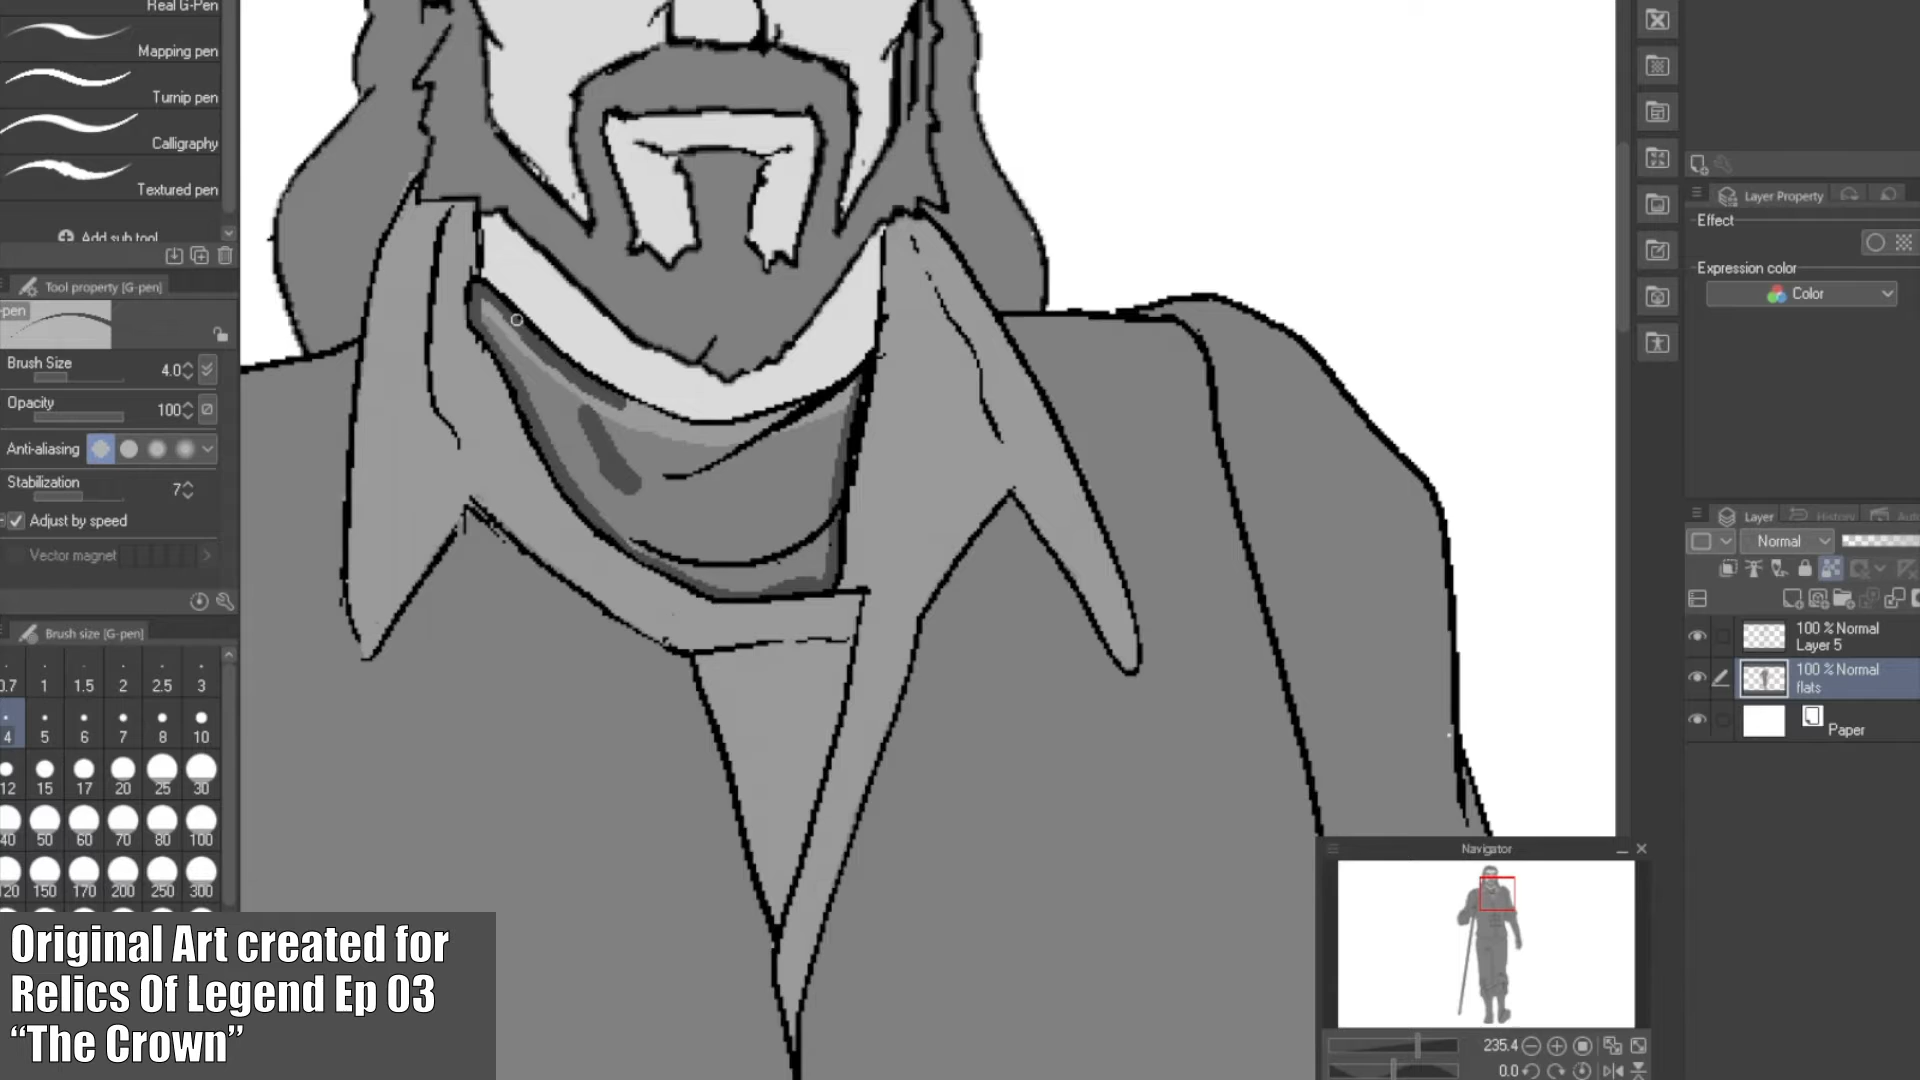 Real G-Pen
Mapping pen
Turnip pen
Calligraphy
Textured pen
Add sub tool
Tool property [G-pen]
-pen
Brush Size 4.0
Opacity 100
Anti-aliasing
Stabilization 7
Adjust by speed
Vector magnet
Brush size [G-pen]
0.7 1 1.5 2 2.5 3
4 5 6 7 8 10
12 15 17 20 25 30
40 50 60 70 80 100
120 150 170 200 250 300
Original Art created for
Relics Of Legend Ep 03
“The Crown”
Layer Property
Effect
Expression color
Color
Layer History Aut
Normal
100 % Normal
Layer 5
100 % Normal
flats
Paper
Navigator
235.4
0.0